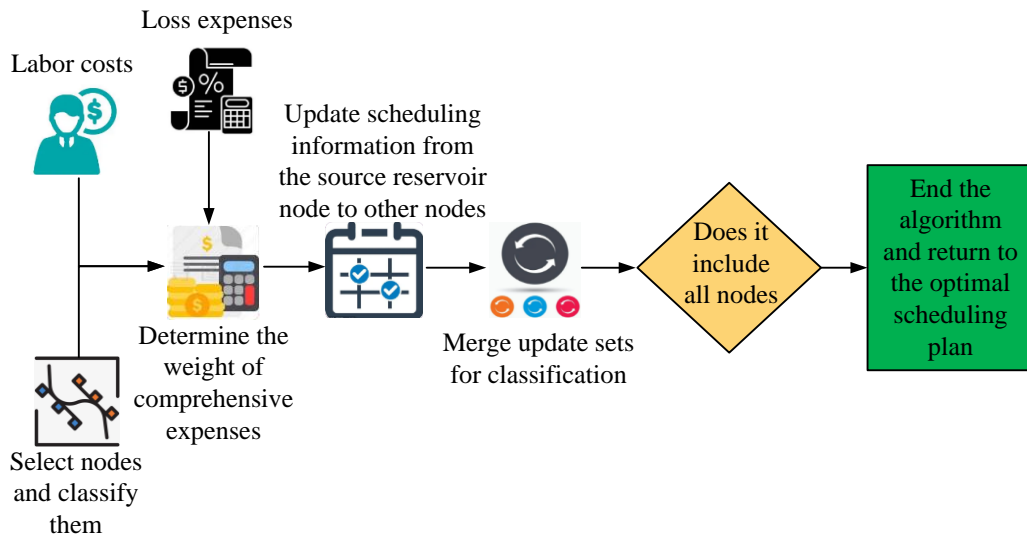 Loss expenses
Labor costs
$
$
%
Update scheduling
information from
the source reservoir
node to other nodes
$
$
Determine the
weight of
comprehensive
expenses
Select nodes
and classify
them
Merge update sets
for classification
Does it
include
all nodes
End the
algorithm
and return to
the optimal
scheduling
plan